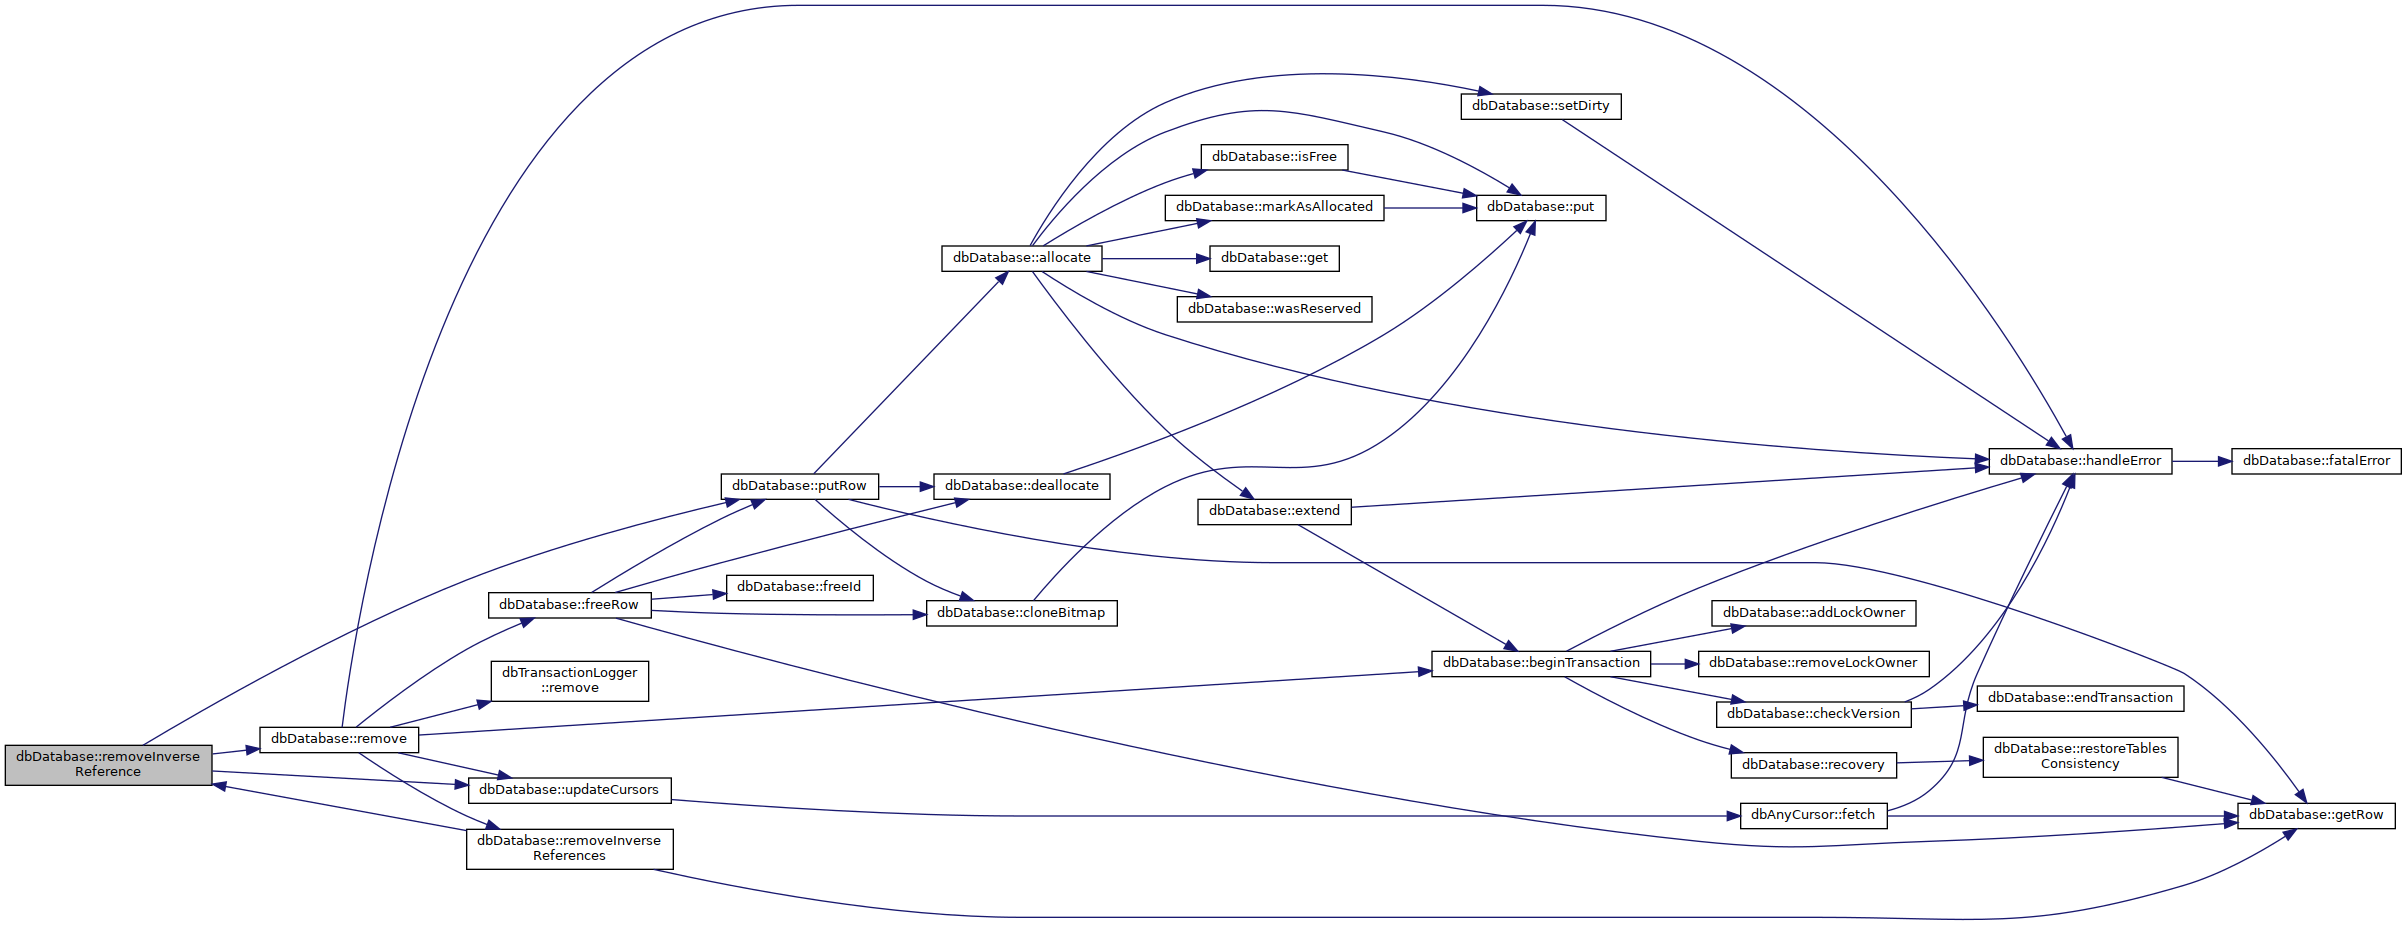 dbDatabase::setDirty
dbDatabase::isFree
dbDatabase::markAsAllocated
dbDatabase::put
dbDatabase::allocate
dbDatabase::get
dbDatabase::wasReserved
dbDatabase::handleError
dbDatabase::fatalError
dbDatabase::putRow
dbDatabase::deallocate
dbDatabase::extend
dbDatabase::freeId
dbDatabase::freeRow
dbDatabase::cloneBitmap
dbDatabase::addLockOwner
dbDatabase::beginTransaction
dbDatabase::removeLockOwner
dbTransactionLogger
::remove
dbDatabase::endTransaction
dbDatabase::checkVersion
dbDatabase::remove
dbDatabase::removeInverse
Reference
dbDatabase::restoreTables
Consistency
dbDatabase::recovery
dbDatabase::updateCursors
dbAnyCursor::fetch
dbDatabase::getRow
dbDatabase::removeInverse
References